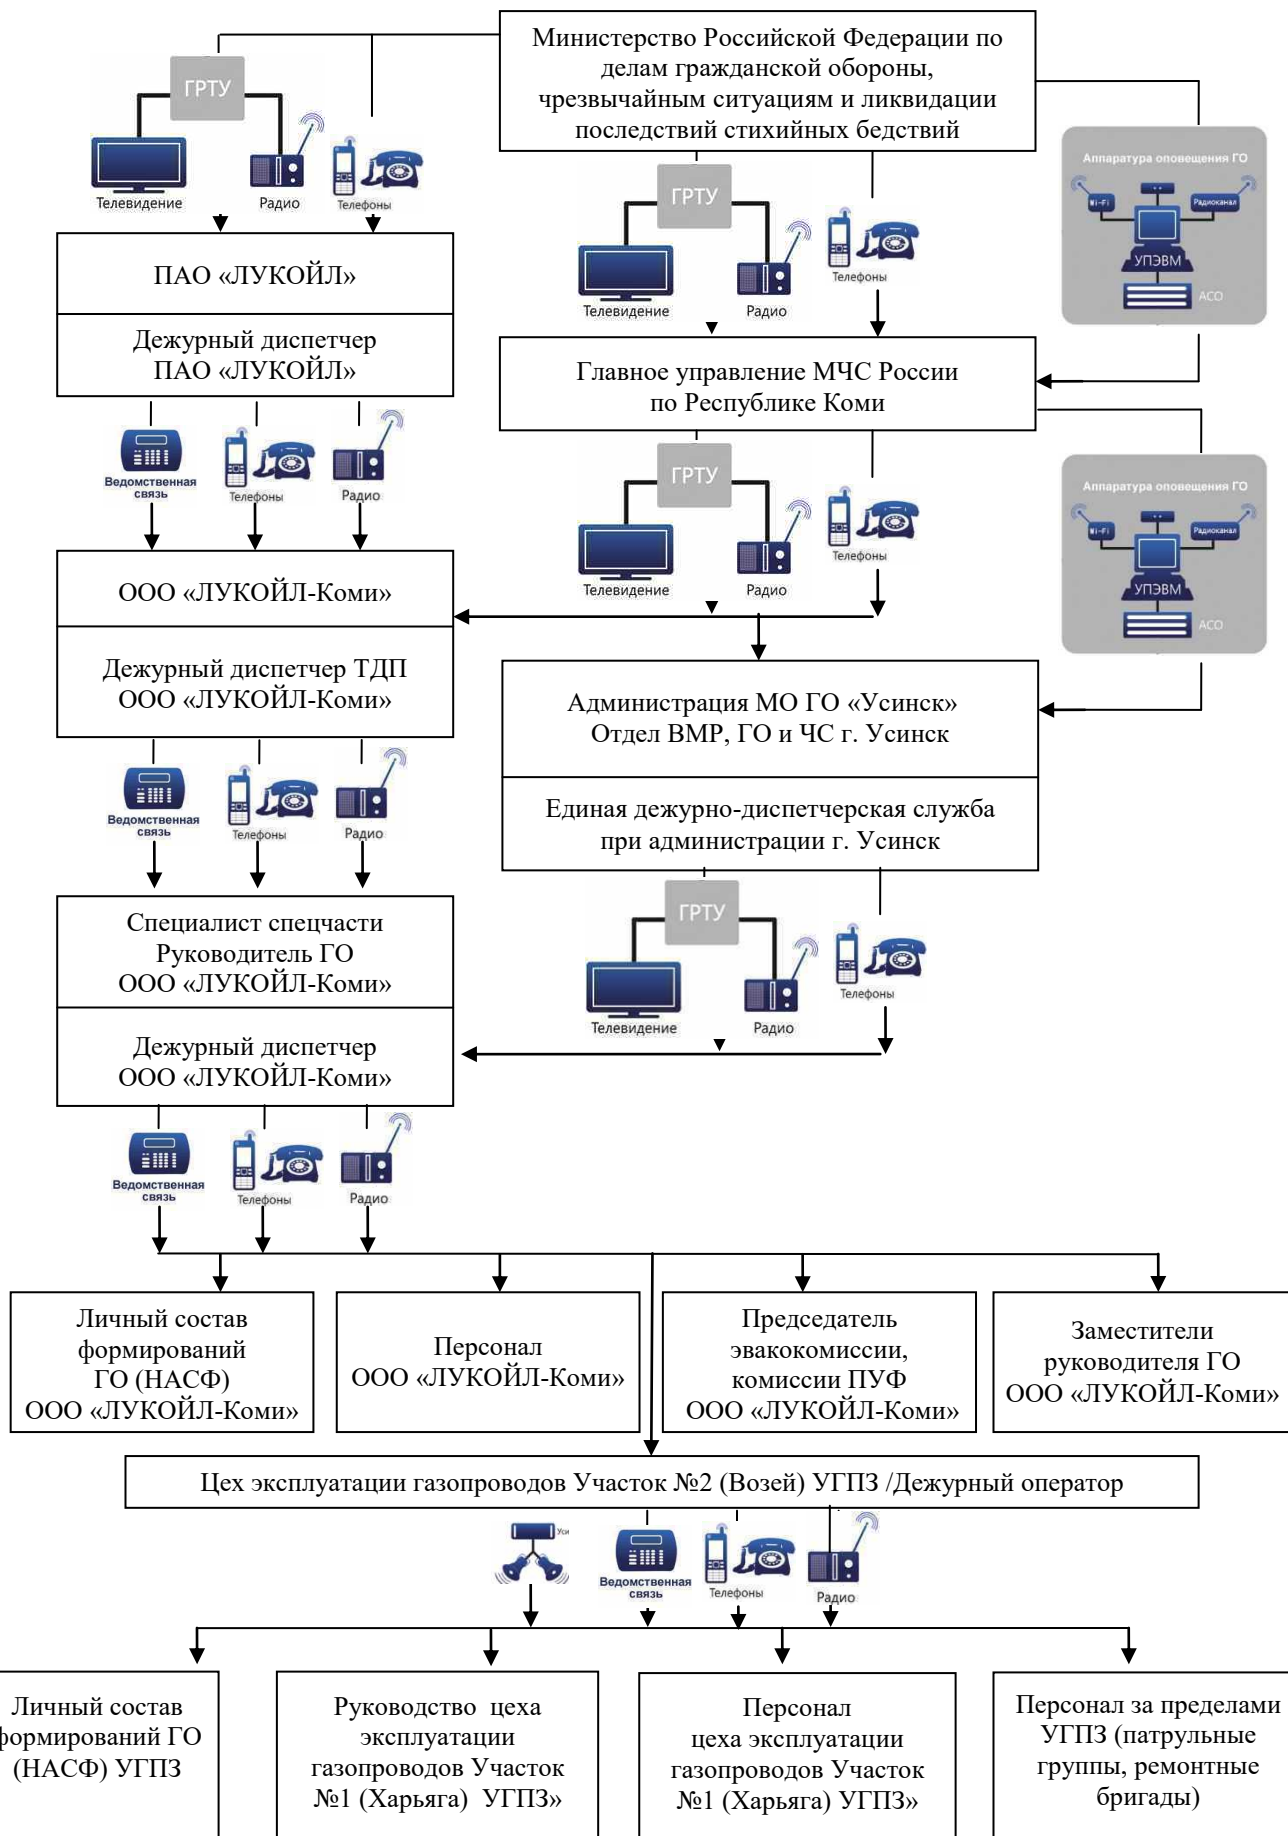 Министерство Российской Федерации по
делам гражданской обороны,
чрезвычайным ситуациям и ликвидации
последствий стихийных бедствий
ГРТУ
Телевидение
Радио
Телефоны
ГРТУ
Телевидение
Радио
Телефоны
Аппаратура оповещения ГО
Wi-Fi
Радиоканал
УПЭВМ
АСО
ПАО «ЛУКОЙЛ»
Дежурный диспетчер
ПАО «ЛУКОЙЛ»
Главное управление МЧС России
по Республике Коми
Ведомственная
связь
Телефоны
Радио
ГРТУ
Телевидение
Радио
Телефоны
Аппаратура оповещения ГО
Wi-Fi
Радиоканал
УПЭВМ
АСО
ООО «ЛУКОЙЛ-Коми»
Дежурный диспетчер ТДП
ООО «ЛУКОЙЛ-Коми»
Администрация МО ГО «Усинск»
Отдел ВМР, ГО и ЧС г. Усинск
Единая дежурно-диспетчерская служба
при администрации г. Усинск
Ведомственная
связь
Телефоны
Радио
ГРТУ
Телевидение
Радио
Телефоны
Специалист спецчасти
Руководитель ГО
ООО «ЛУКОЙЛ-Коми»
Дежурный диспетчер
ООО «ЛУКОЙЛ-Коми»
Ведомственная
связь
Телефоны
Радио
Личный состав
формирований
ГО (НАСФ)
ООО «ЛУКОЙЛ-Коми»
Персонал
ООО «ЛУКОЙЛ-Коми»
Председатель
эвакокомиссии,
комиссии ПУФ
ООО «ЛУКОЙЛ-Коми»
Заместители
руководителя ГО
ООО «ЛУКОЙЛ-Коми»
Цех эксплуатации газопроводов Участок №2 (Возей) УГПЗ /Дежурный оператор
Уси
Ведомственная
связь
Телефоны
Радио
Личный состав
формирований ГО
(НАСФ) УГПЗ
Руководство цеха
эксплуатации
газопроводов Участок
№1 (Харьяга) УГПЗ»
Персонал
цеха эксплуатации
газопроводов Участок
№1 (Харьяга) УГПЗ»
Персонал за пределами
УГПЗ (патрульные
группы, ремонтные
бригады)